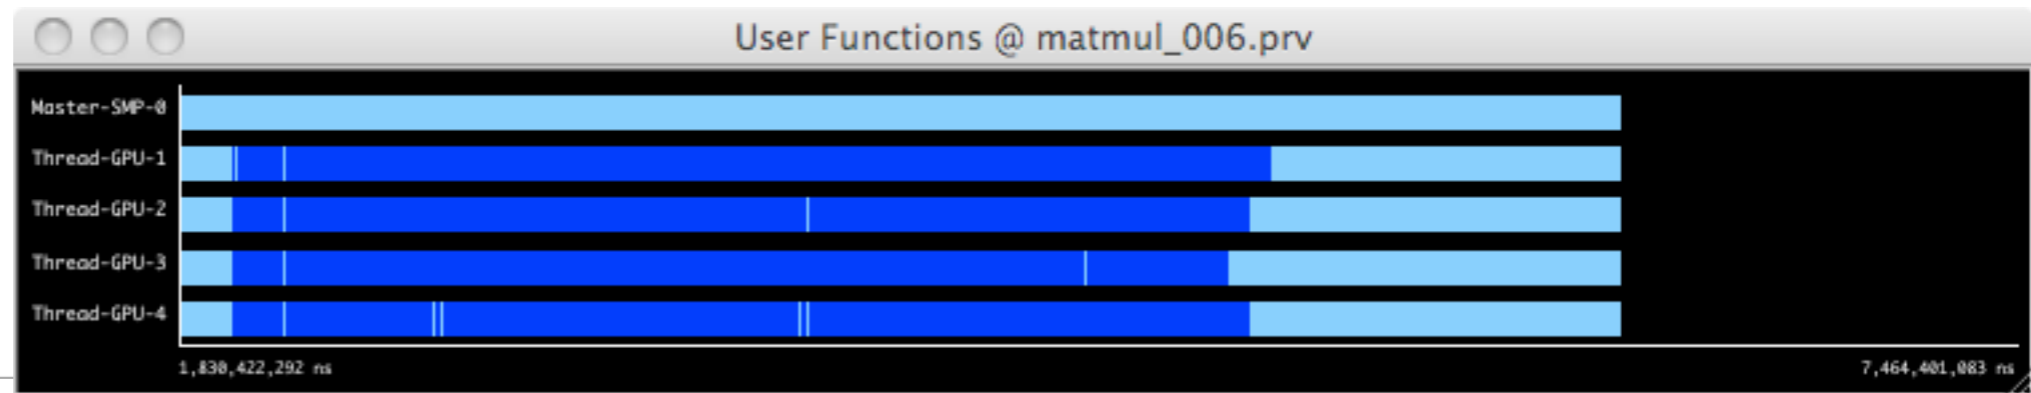 User Functions @ matmul_006.prv
Master-SMP-0
Thread-GPU-1
Thread-GPU-2
Thread-GPU-3
Thread-GPU-4
1,830,422,292 ns
7,464,401,083 ns